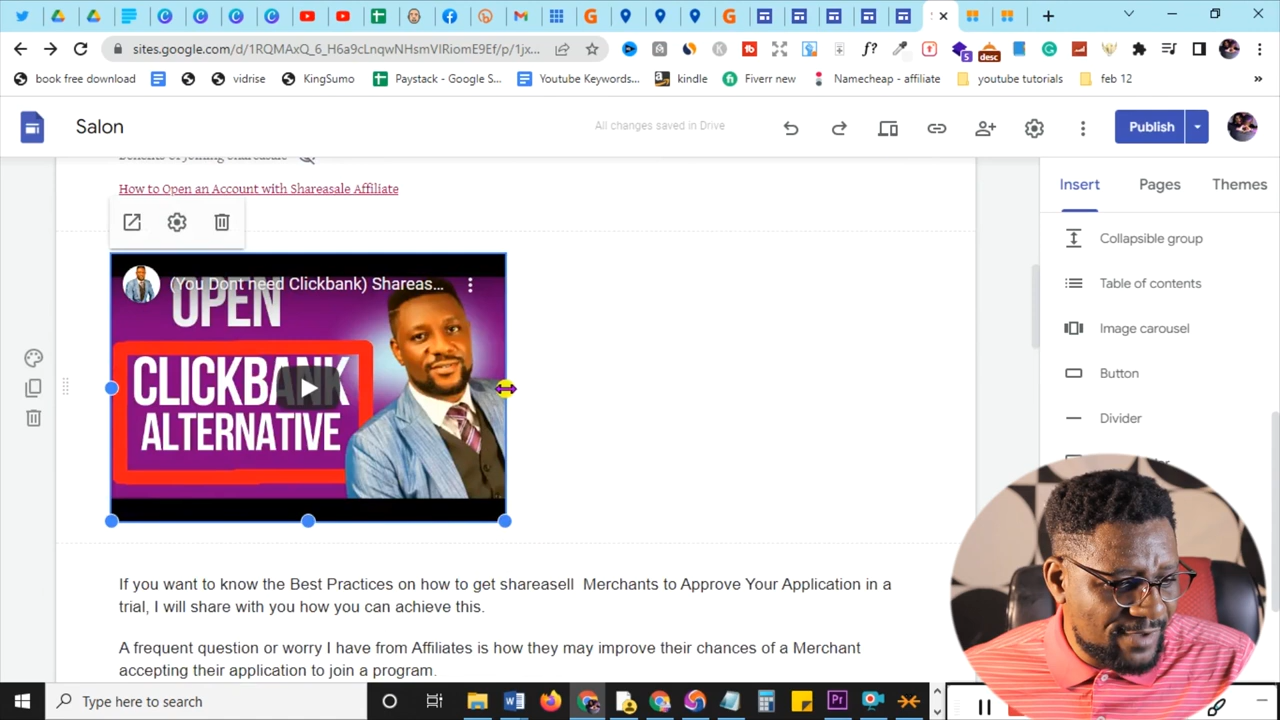 sites.google.com/d/1RQMAxQ_6_H6a9cLnqwNHsmVIRiomE9Ef/p/1jx...
book free download
vidrise
KingSumo
Paystack - Google S...
Youtube Keywords...
kindle
Fiverr new
Namecheap - affiliate
youtube tutorials
feb 12
»
Salon
All changes saved in Drive
Publish
Insert
Pages
Themes
Benefits of joining Shareasale
How to Open an Account with Shareasale Affiliate
Collapsible group
Table of contents
Image carousel
Button
Divider
(You Dont need Clickbank) Shareas...
OPEN
CLICKBANK
ALTERNATIVE
If you want to know the Best Practices on how to get shareasell Merchants to Approve Your Application in a
trial, I will share with you how you can achieve this.
A frequent question or worry I have from Affiliates is how they may improve their chances of a Merchant
accepting their application to join a program.
Type here to search